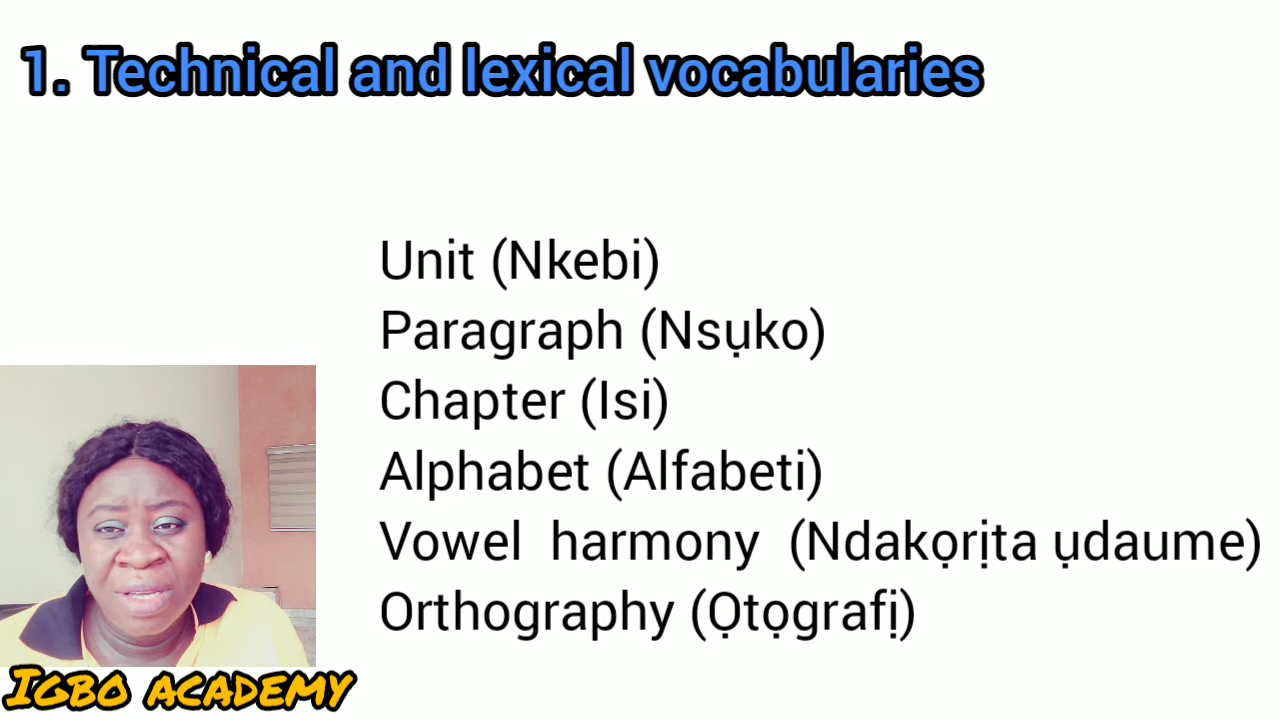 1. Technical and lexical vocabularies
Unit (Nkebi)
Paragraph (Nsụko)
Chapter (Isi)
Alphabet (Alfabeti)
Vowel harmony (Ndakọrịta ụdaume)
Orthography (Ọtọgrafị)
IGBO ACADEMY